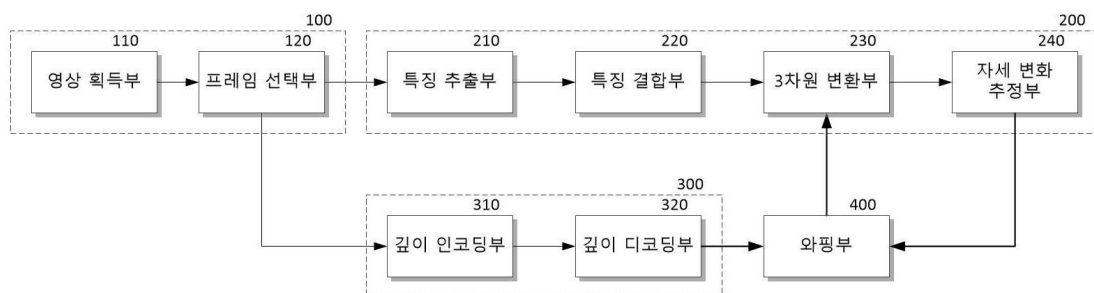 100
200
110
120
210
220
230
240
영상 획득부
프레임 선택부
특징 추출부
특징 결합부
3차원 변환부
자세 변화
추정부
300
310
320
400
깊이 인코딩부
깊이 디코딩부
와핑부